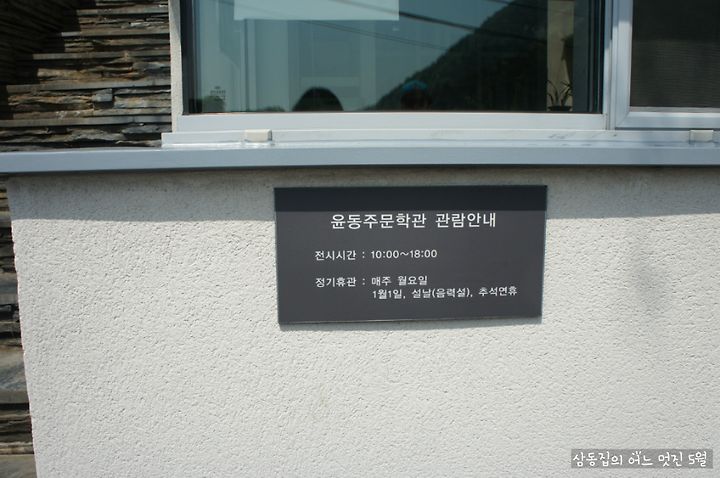 윤동주문학관 관람안내
전시시간 : 10:00~18:00
정기휴관 : 매주 월요일
1월1일, 설날(음력설), 추석연휴
삼동집의 어느 멋진 5월